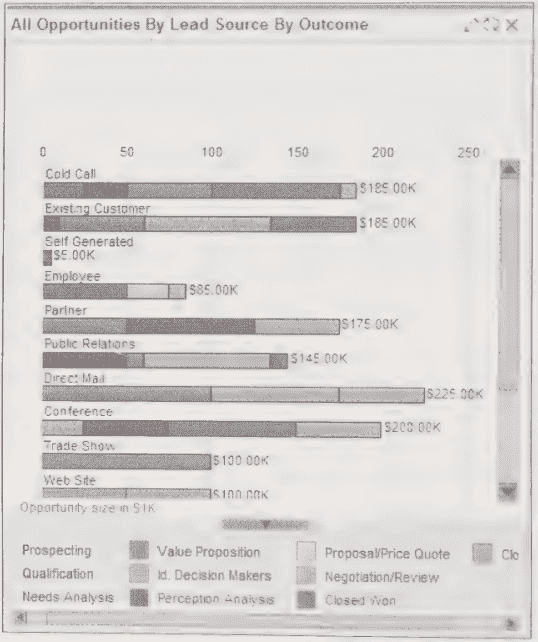 All Opportunities By Lead Source By Outcome
0 50 100 150 200 250
Cold Call
$185.00K
Existing Customer
$185.00K
Self Generated
$5.00K
Employee
$85.00K
Partner
$175.00K
Public Relations
$145.00K
Direct Mail
$225.00K
Conference
$200.00K
Trade Show
$100.00K
Web Site
$100.00K
Opportunity size in $1K
Prospecting Value Proposition Proposal/Price Quote Clo
Qualification Id. Decision Makers Negotiation/Review
Needs Analysis Perception Analysis Closed Won